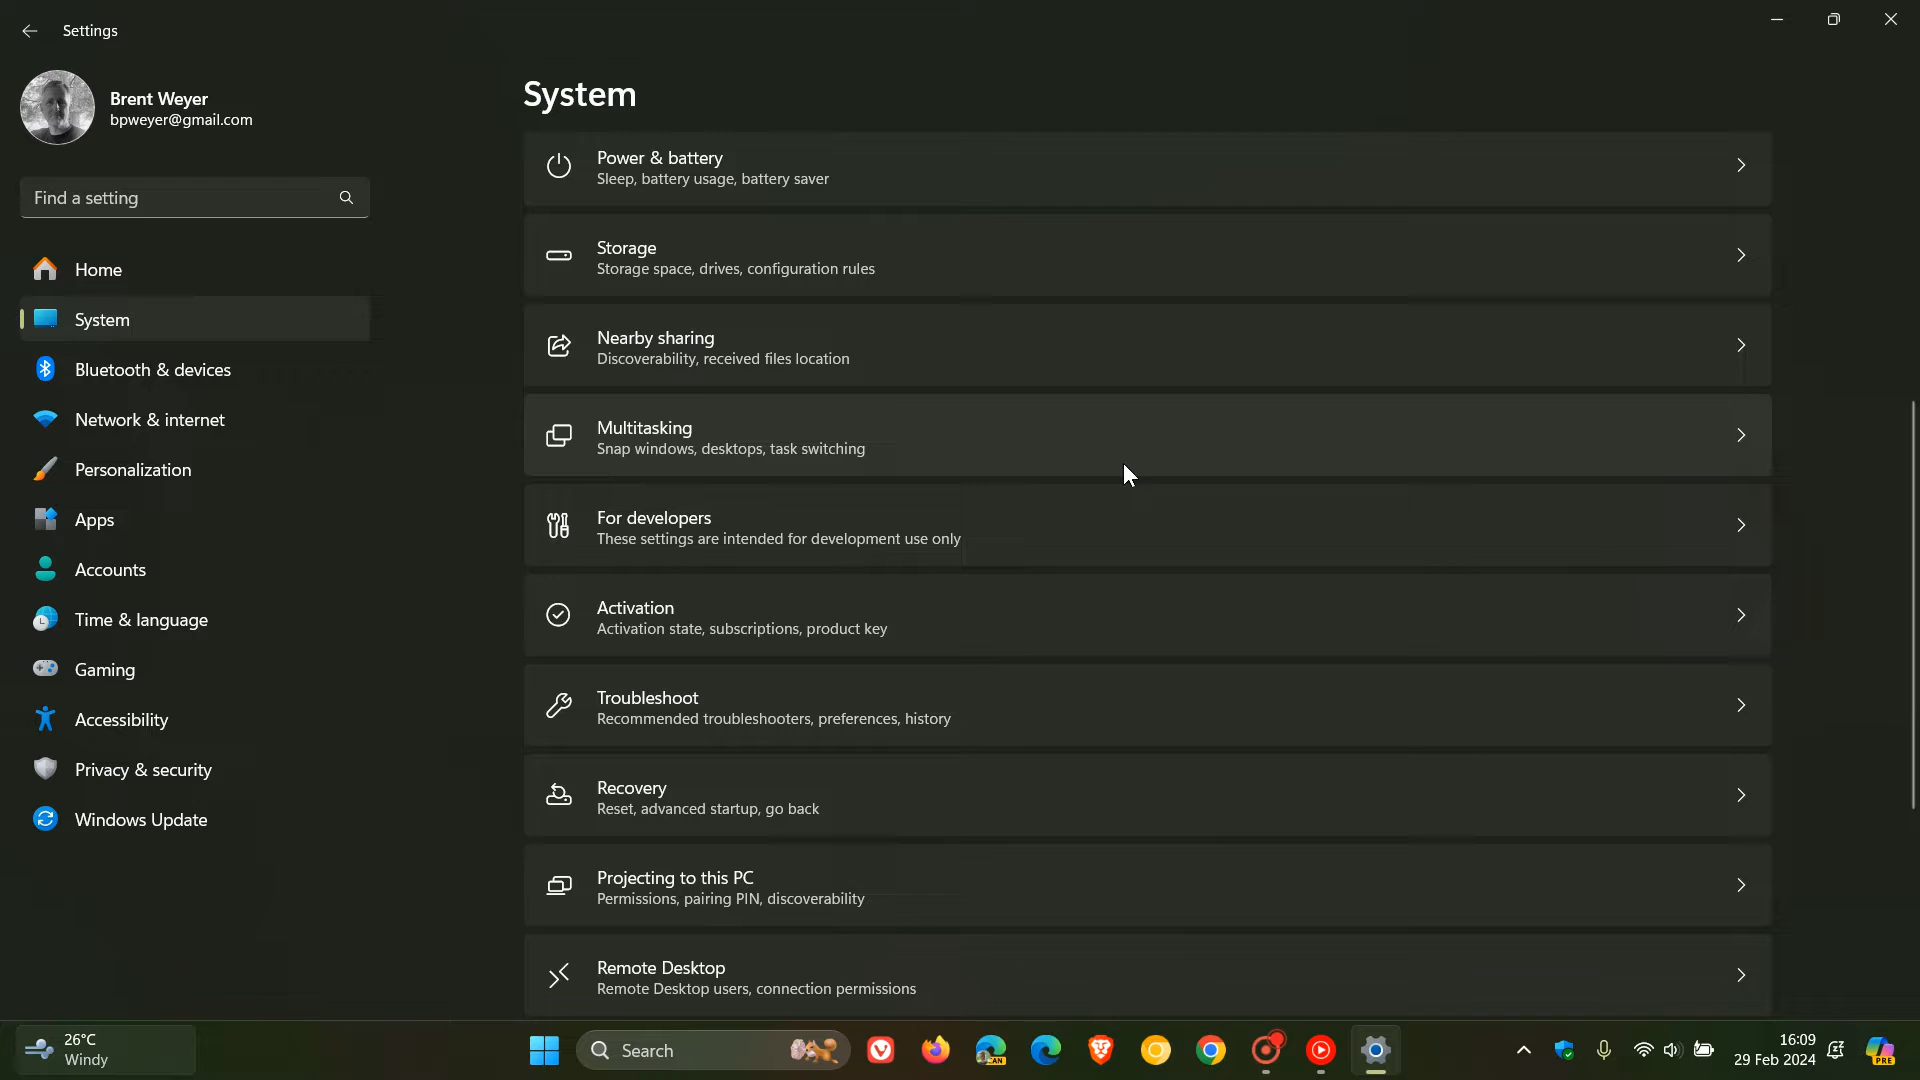 Settings
Brent Weyer
bpweyer@gmail.com
Find a setting
Home
System
Bluetooth & devices
Network & internet
Personalization
Apps
Accounts
Time & language
Gaming
Accessibility
Privacy & security
Windows Update
System
Power & battery
Sleep, battery usage, battery saver
Storage
Storage space, drives, configuration rules
Nearby sharing
Discoverability, received files location
Multitasking
Snap windows, desktops, task switching
For developers
These settings are intended for development use only
Activation
Activation state, subscriptions, product key
Troubleshoot
Recommended troubleshooters, preferences, history
Recovery
Reset, advanced startup, go back
Projecting to this PC
Permissions, pairing PIN, discoverability
Remote Desktop
Remote Desktop users, connection permissions
26°C
Windy
Search
CAN
16:09
29 Feb 2024
PRE